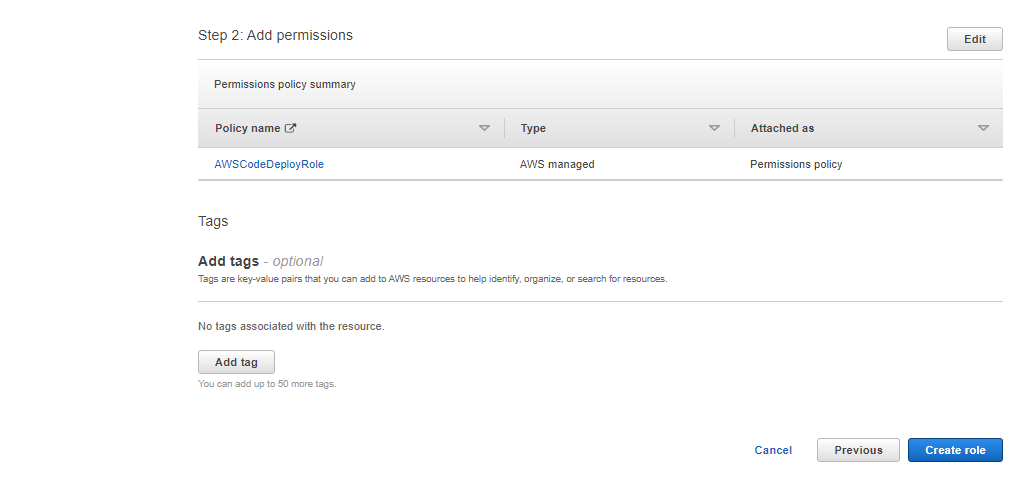 Step 2: Add permissions
Edit
Permissions policy summary
Policy name
Type
Attached as
AWSCodeDeployRole
AWS managed
Permissions policy
Tags
Add tags - optional
Tags are key-value pairs that you can add to AWS resources to help identify, organize, or search for resources.
No tags associated with the resource.
Add tag
You can add up to 50 more tags.
Cancel
Previous
Create role